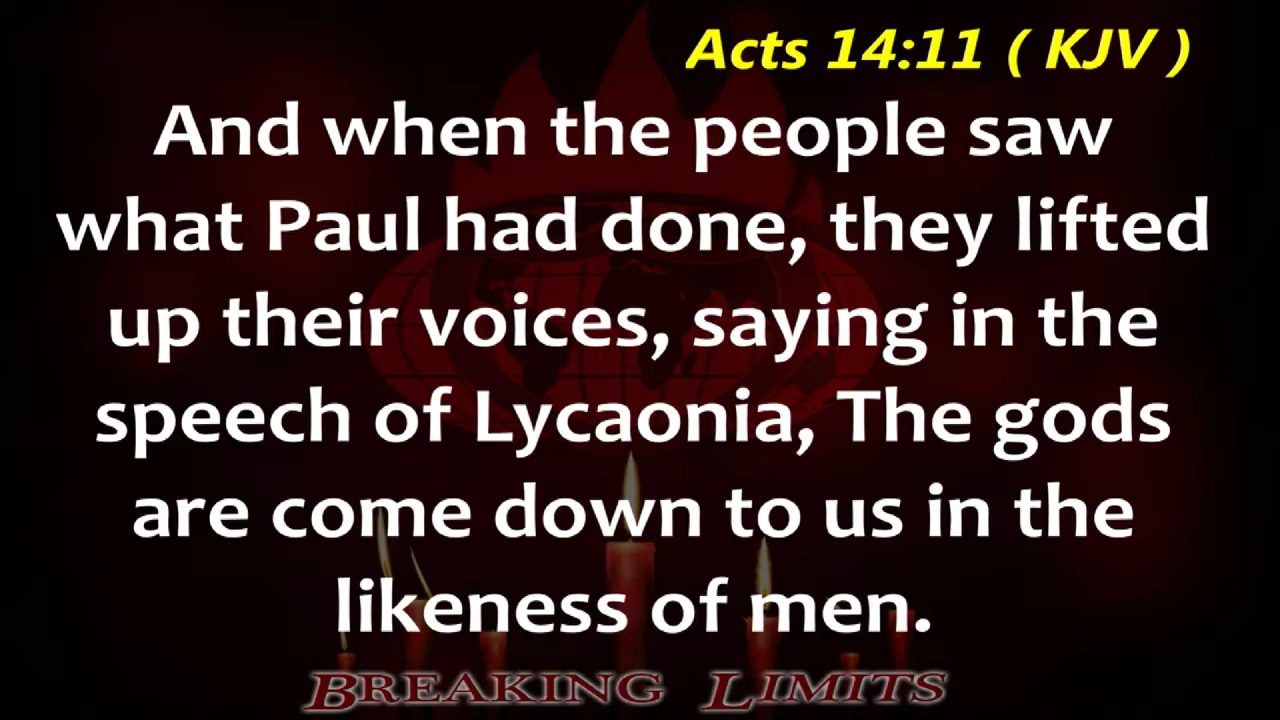 Acts 14:11 ( KJV )
And when the people saw
what Paul had done, they lifted
up their voices, saying in the
speech of Lycaonia, The gods
are come down to us in the
likeness of men.
BREAKING LIMITS